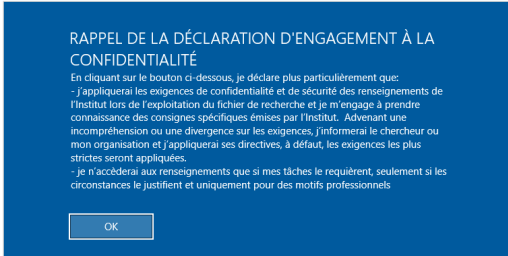 RAPPEL DE LA DÉCLARATION D'ENGAGEMENT À LA
CONFIDENTIALITÉ
En cliquant sur le bouton ci-dessous, je déclare plus particulièrement que:
- j'appliquerai les exigences de confidentialité et de sécurité des renseignements de
l'Institut lors de l'exploitation du fichier de recherche et je m'engage à prendre
connaissance des consignes spécifiques émises par l'Institut.  Advenant une
incompréhension ou une divergence sur les exigences, j'informerai le chercheur ou
mon organisation et j'appliquerai ses directives, à défaut, les exigences les plus
strictes seront appliquées.
- je n'accèderai aux renseignements que si mes tâches le requièrent, seulement si les
circonstances le justifient et uniquement pour des motifs professionnels
OK